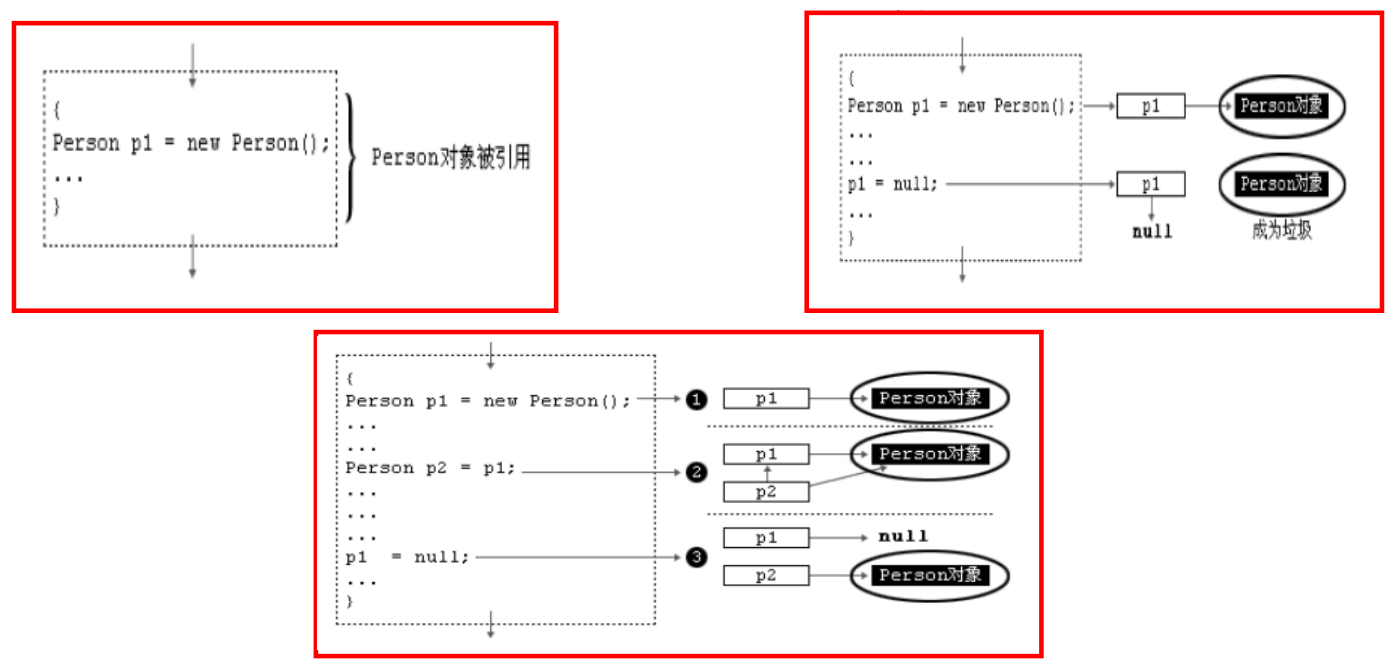 {
Person p1 = new Person();
...
}
Person对象被引用
{
Person p1 = new Person();
p1
Person对象
...
...
p1 = null;
p1
Person对象
...
null
成为垃圾
}
{
Person p1 = new Person();
❶
p1
Person对象
...
...
Person p2 = p1;
❷
p1
Person对象
p2
...
...
...
p1 = null;
❸
p1
null
p2
Person对象
...
}